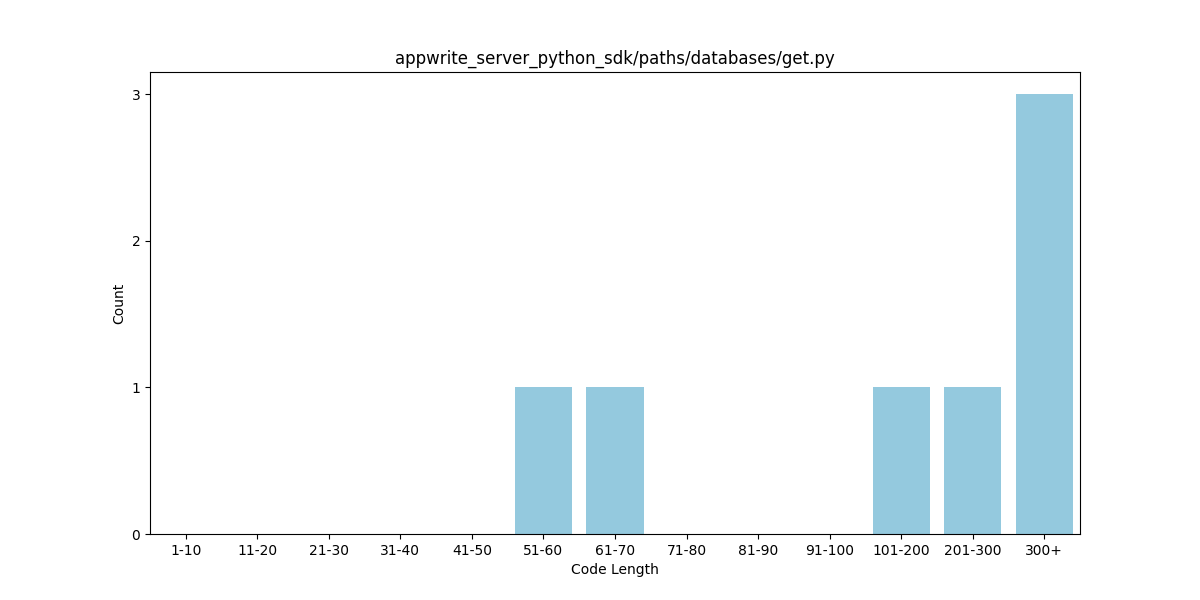 appwrite_server_python_sdk/paths/databases/get.py
Count
3
2
1
0
1-10 11-20 21-30 31-40 41-50 51-60 61-70 71-80 81-90 91-100 101-200 201-300 300+
Code Length